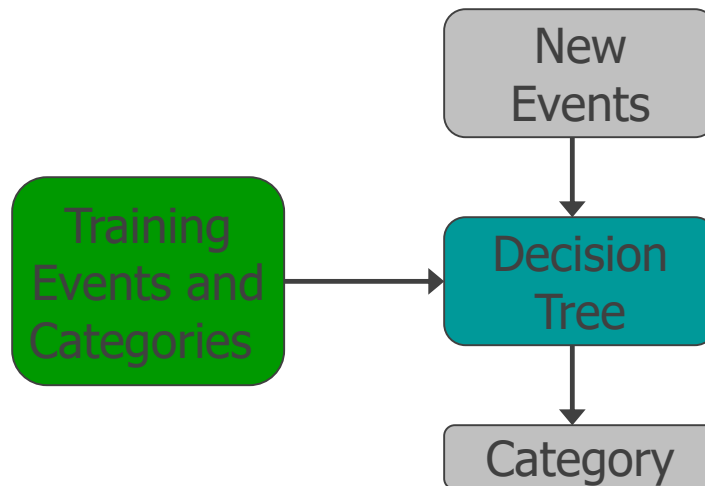 New
Events
Training
Events and
Categories
Decision
Tree
Category